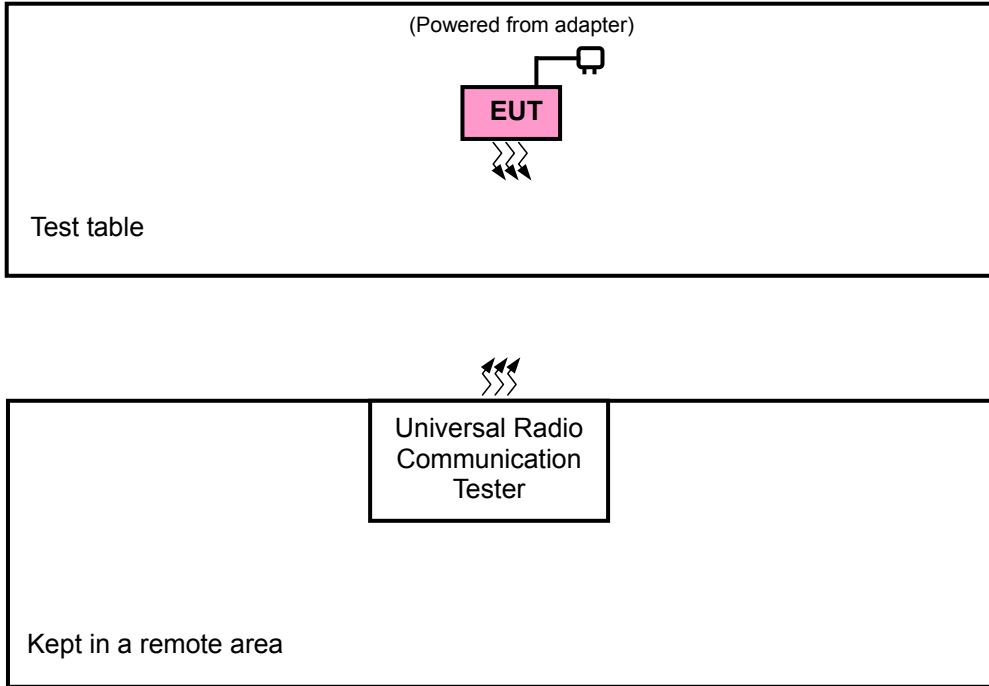 (Powered from adapter)
EUT
Test table
Universal Radio
Communication
Tester
Kept in a remote area